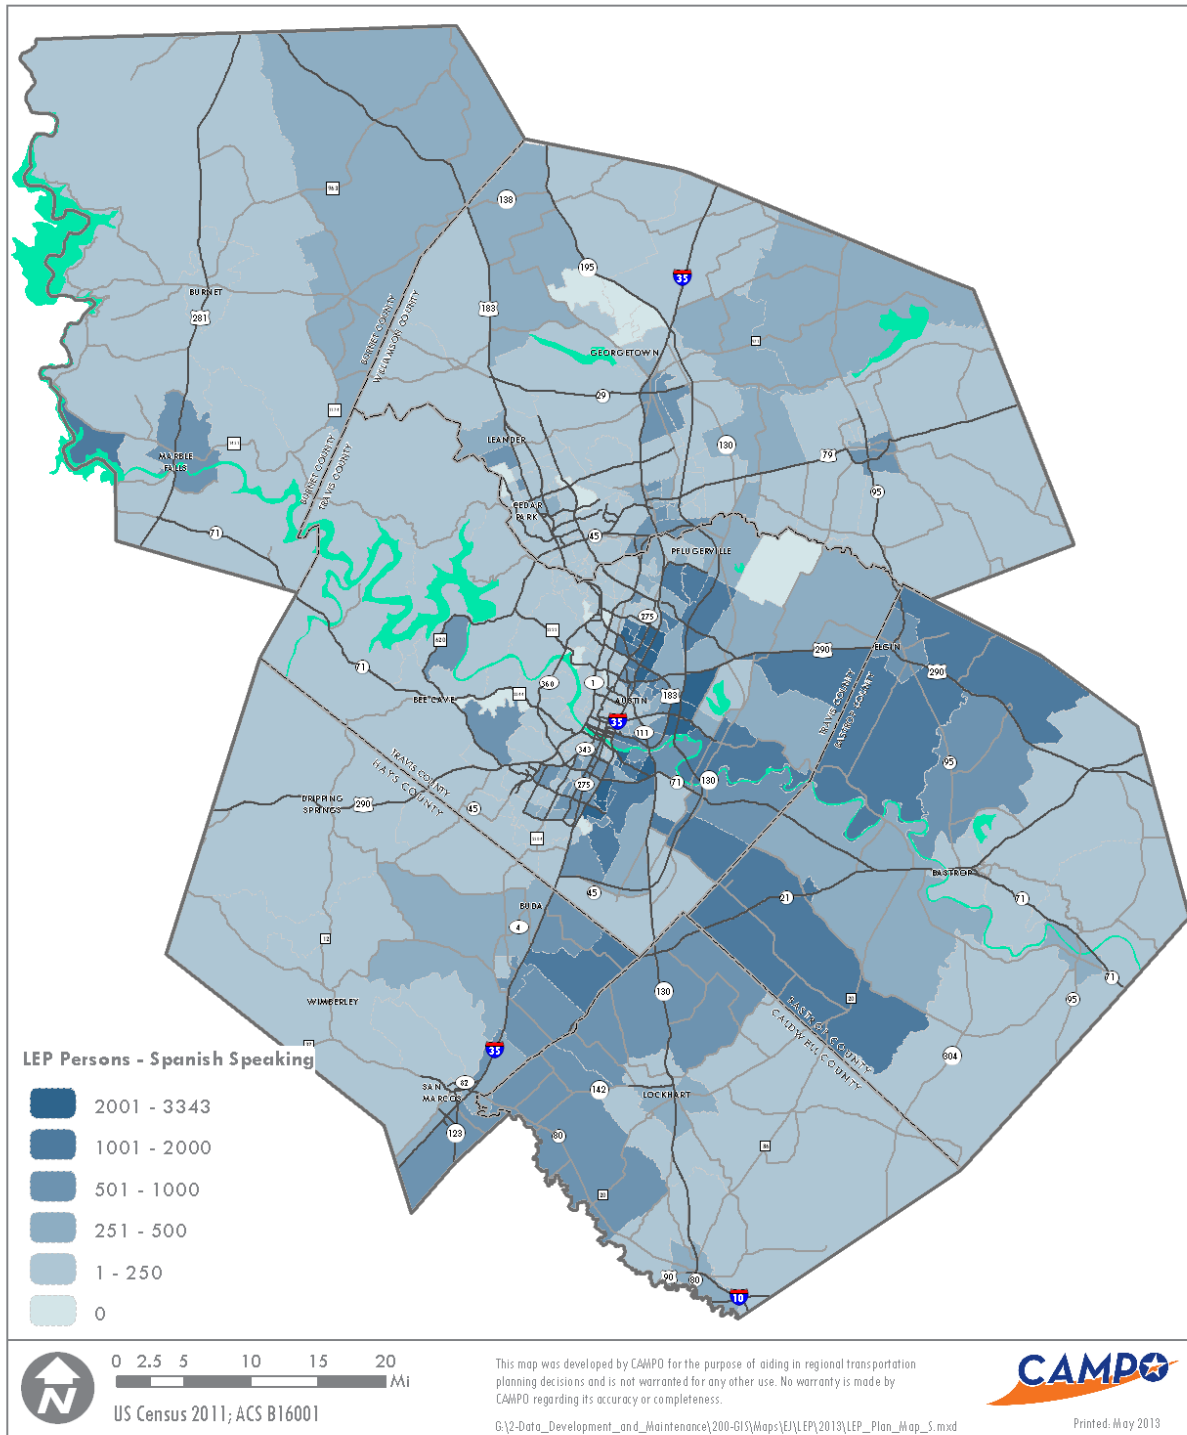 968
138
195
35
BURNET
281
183
BURNET COUNTY
WILLIAMSON COUNTY
GEORGETOWN
29
LEANDER
130
79
95
MARBLE
FALLS
BURNET COUNTY
TRAVIS COUNTY
CEDAR
PARK
71
45
PFLUGERVILLE
275
620
71
360
1
BEE CAVE
AUSTIN
183
35
111
343
290
ELGIN
290
TRAVIS COUNTY
BASTROP COUNTY
95
TRAVIS COUNTY
HAYS COUNTY
275
71
130
DRIPPING
SPRINGS
290
45
BASTROP
45
21
71
BUDA
4
12
WIMBERLEY
130
20
71
95
BASTROP COUNTY
CALDWELL COUNTY
304
35
82
SAN
MARCOS
142
LOCKHART
123
80
86
20
90
80
10
LEP Persons - Spanish Speaking
2001 - 3343
1001 - 2000
501 - 1000
251 - 500
1 - 250
0
N
0 2.5 5 10 15 20
Mi
US Census 2011; ACS B16001
This map was developed by CAMPO for the purpose of aiding in regional transportation
planning decisions and is not warranted for any other use. No warranty is made by
CAMPO regarding its accuracy or completeness.
G:\2-Data_Development_and_Maintenance\200-GIS\Maps\EJ\LEP\2013\LEP_Plan_Map_S.mxd
CAMPO
Printed: May 2013